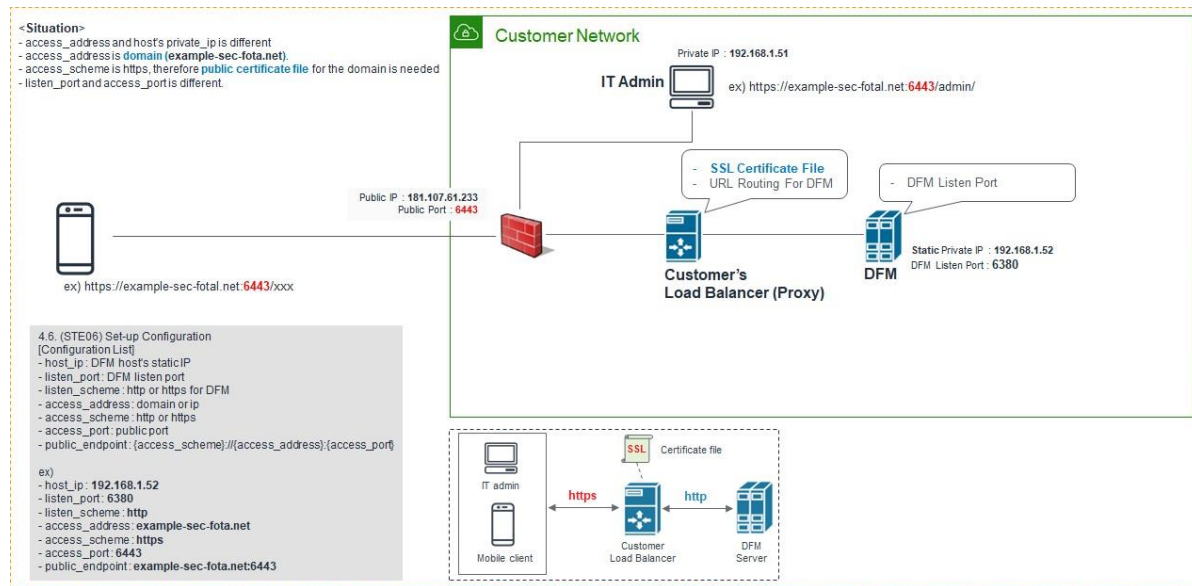 <Situation>
- access_address and host's private_ip is different
- access_address is domain (example-sec-fota.net).
- access_scheme is https, therefore public certificate file for the domain is needed
- listen_port and access_port is different.
Customer Network
Private IP : 192.168.1.51
IT Admin
ex) https://example-sec-fotal.net:6443/admin/
- SSL Certificate File
- URL Routing For DFM
- DFM Listen Port
Public IP : 181.107.61.233
Public Port : 6443
Static Private IP : 192.168.1.52
DFM Listen Port : 6380
Customer's
Load Balancer (Proxy)
DFM
ex) https://example-sec-fotal.net:6443/xxx
4.6. (STE06) Set-up Configuration
[Configuration List]
- host_ip : DFM host's static IP
- listen_port : DFM listen port
- listen_scheme : http or https for DFM
- access_address : domain or ip
- access_scheme : http or https
- access_port : public port
- public_endpoint : {access_scheme}://{access_address}:{access_port}
ex)
- host_ip : 192.168.1.52
- listen_port : 6380
- listen_scheme : http
- access_address : example-sec-fota.net
- access_scheme : https
- access_port : 6443
- public_endpoint : example-sec-fota.net:6443
SSL
Certificate file
IT admin
https
http
Mobile client
Customer
Load Balancer
DFM
Server